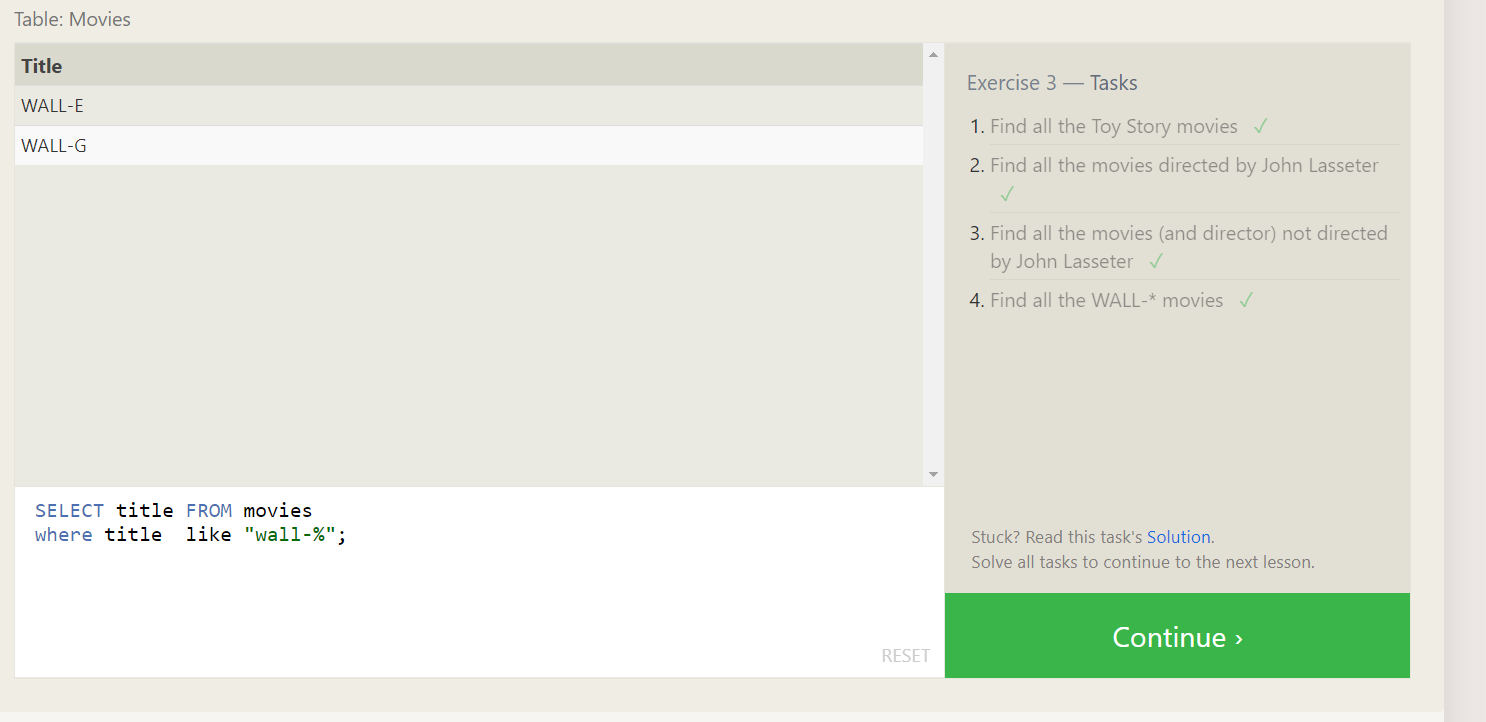 Table: Movies
Title
WALL-E
WALL-G
SELECT title FROM movies
where title  like "wall-%";
RESET
Exercise 3 — Tasks
1. Find all the Toy Story movies ✓
2. Find all the movies directed by John Lasseter
✓
3. Find all the movies (and director) not directed
by John Lasseter ✓
4. Find all the WALL-* movies ✓
Stuck? Read this task's Solution.
Solve all tasks to continue to the next lesson.
Continue ›